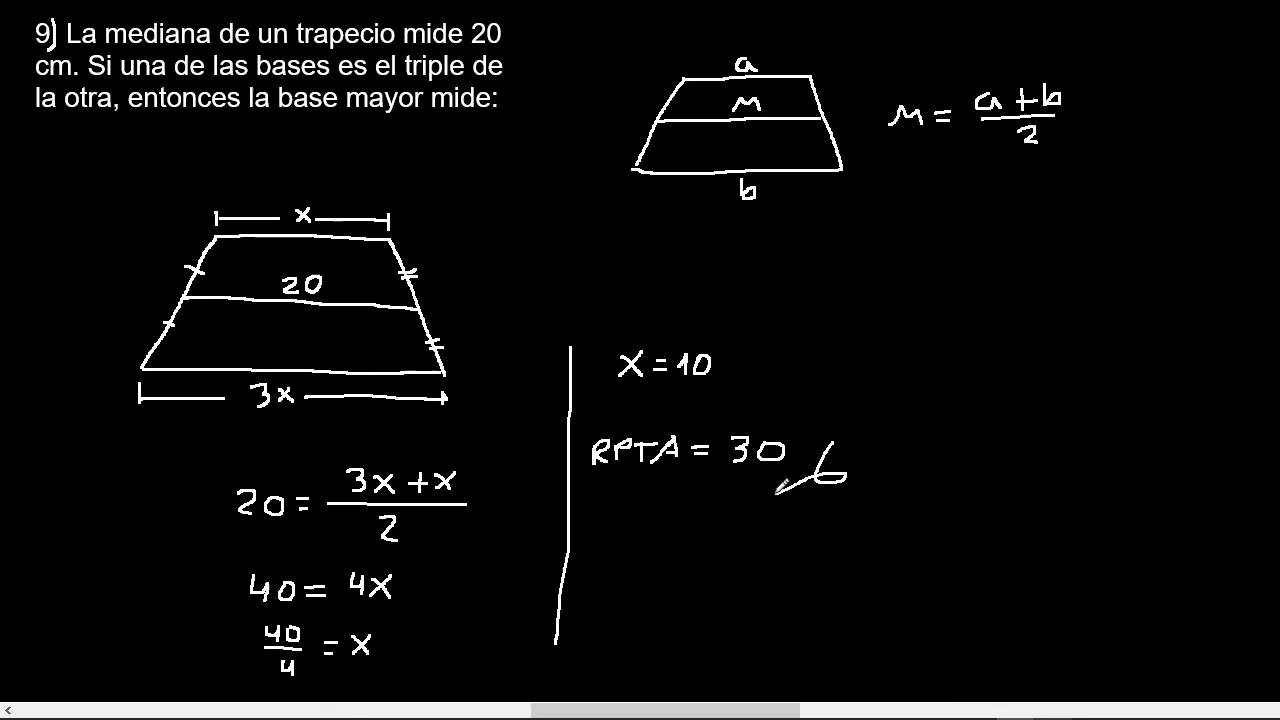 9) La mediana de un trapecio mide 20
cm. Si una de las bases es el triple de
la otra, entonces la base mayor mide:
a
M
b
M = (a + b)/2
x
20
3x
20 = (3x + x)/2
40 = 4x
40/4 = x
x = 10
RPTA = 30